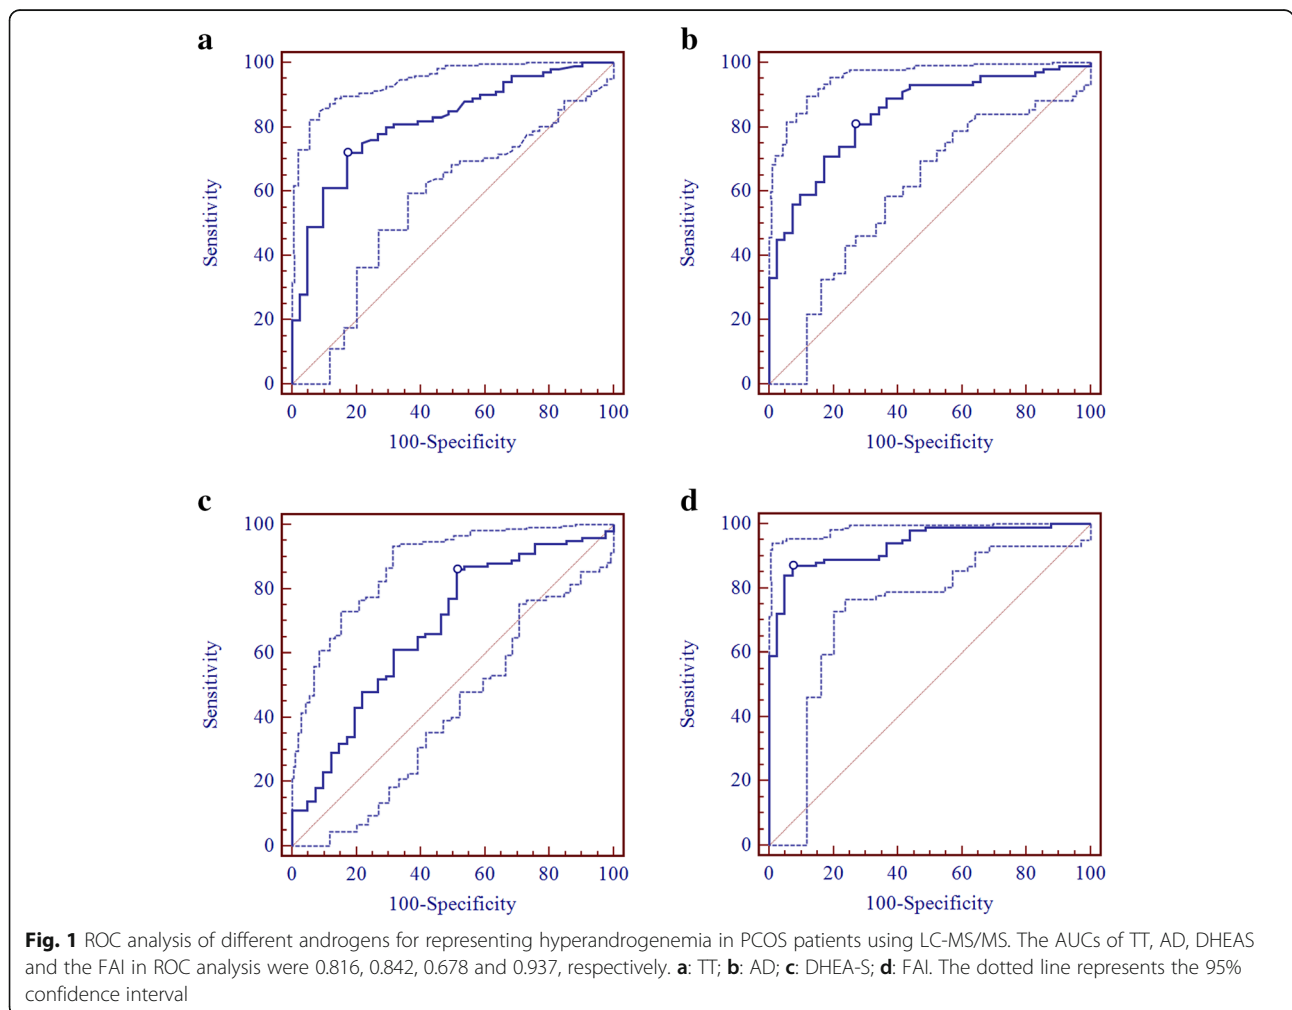 a
100
80
60
40
20
0
Sensitivity
0 20 40 60 80 100
100-Specificity
b
100
80
60
40
20
0
Sensitivity
0 20 40 60 80 100
100-Specificity
c
100
80
60
40
20
0
Sensitivity
0 20 40 60 80 100
100-Specificity
d
100
80
60
40
20
0
Sensitivity
0 20 40 60 80 100
100-Specificity
Fig. 1 ROC analysis of different androgens for representing hyperandrogenemia in PCOS patients using LC-MS/MS. The AUCs of TT, AD, DHEAS
and the FAI in ROC analysis were 0.816, 0.842, 0.678 and 0.937, respectively. a: TT; b: AD; c: DHEA-S; d: FAI. The dotted line represents the 95%
confidence interval